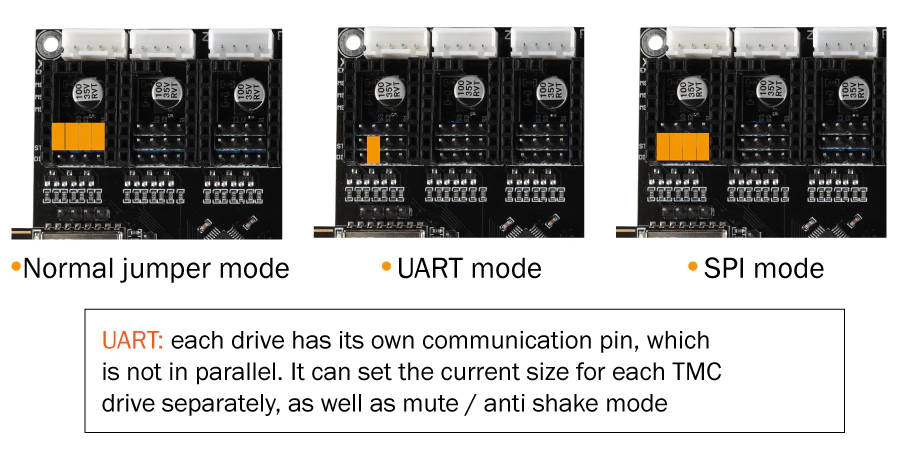 100
35V
RVT
100
35V
RVT
100
35V
RVT
100
35V
RVT
100
35V
RVT
100
35V
RVT
100
35V
RVT
100
35V
RVT
100
35V
RVT
•Normal jumper mode
•UART mode
•SPI mode
UART: each drive has its own communication pin, which
is not in parallel. It can set the current size for each TMC
drive separately, as well as mute / anti shake mode